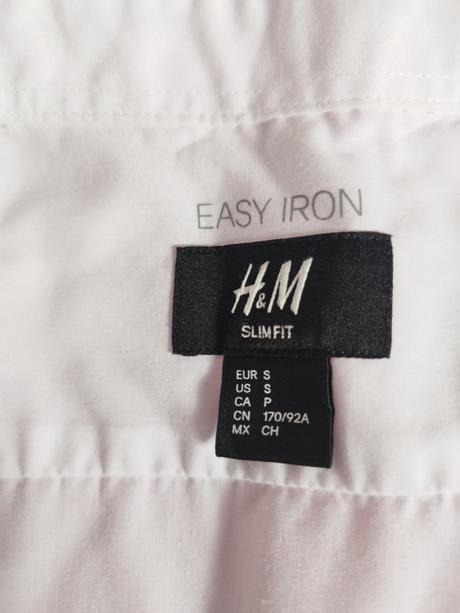 EASY IRON
H&M
SLIM FIT
EUR S
US S
CA P
CN 170/92A
MX CH